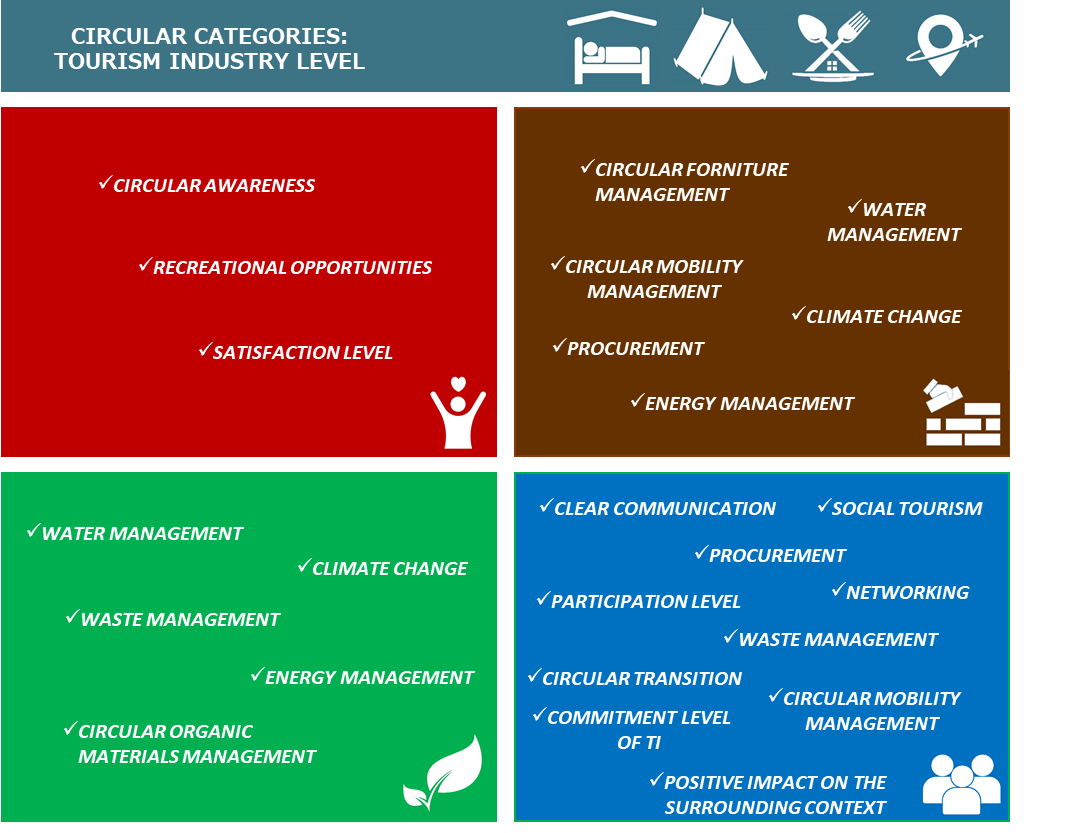 CIRCULAR CATEGORIES:
TOURISM INDUSTRY LEVEL
✓CIRCULAR AWARENESS
✓RECREATIONAL OPPORTUNITIES
✓SATISFACTION LEVEL
✓CIRCULAR FORNITURE
MANAGEMENT
✓WATER
MANAGEMENT
✓CIRCULAR MOBILITY
MANAGEMENT
✓CLIMATE CHANGE
✓PROCUREMENT
✓ENERGY MANAGEMENT
✓WATER MANAGEMENT
✓CLIMATE CHANGE
✓WASTE MANAGEMENT
✓ENERGY MANAGEMENT
✓CIRCULAR ORGANIC
MATERIALS MANAGEMENT
✓CLEAR COMMUNICATION
✓SOCIAL TOURISM
✓PROCUREMENT
✓NETWORKING
✓PARTICIPATION LEVEL
✓WASTE MANAGEMENT
✓CIRCULAR TRANSITION
✓CIRCULAR MOBILITY
MANAGEMENT
✓COMMITMENT LEVEL
OF TI
✓POSITIVE IMPACT ON THE
SURROUNDING CONTEXT